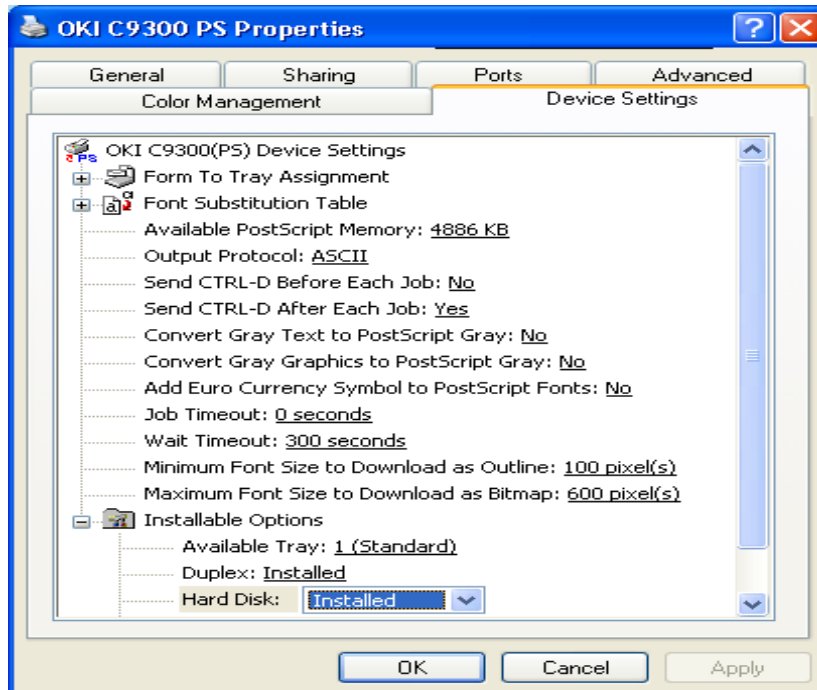 OKI C9300 PS Properties
General Sharing Ports Advanced
Color Management Device Settings
OKI C9300(PS) Device Settings
Form To Tray Assignment
Font Substitution Table
Available PostScript Memory: 4886 KB
Output Protocol: ASCII
Send CTRL-D Before Each Job: No
Send CTRL-D After Each Job: Yes
Convert Gray Text to PostScript Gray: No
Convert Gray Graphics to PostScript Gray: No
Add Euro Currency Symbol to PostScript Fonts: No
Job Timeout: 0 seconds
Wait Timeout: 300 seconds
Minimum Font Size to Download as Outline: 100 pixel(s)
Maximum Font Size to Download as Bitmap: 600 pixel(s)
Installable Options
Available Tray: 1 (Standard)
Duplex: Installed
Hard Disk: Installed
OK Cancel Apply